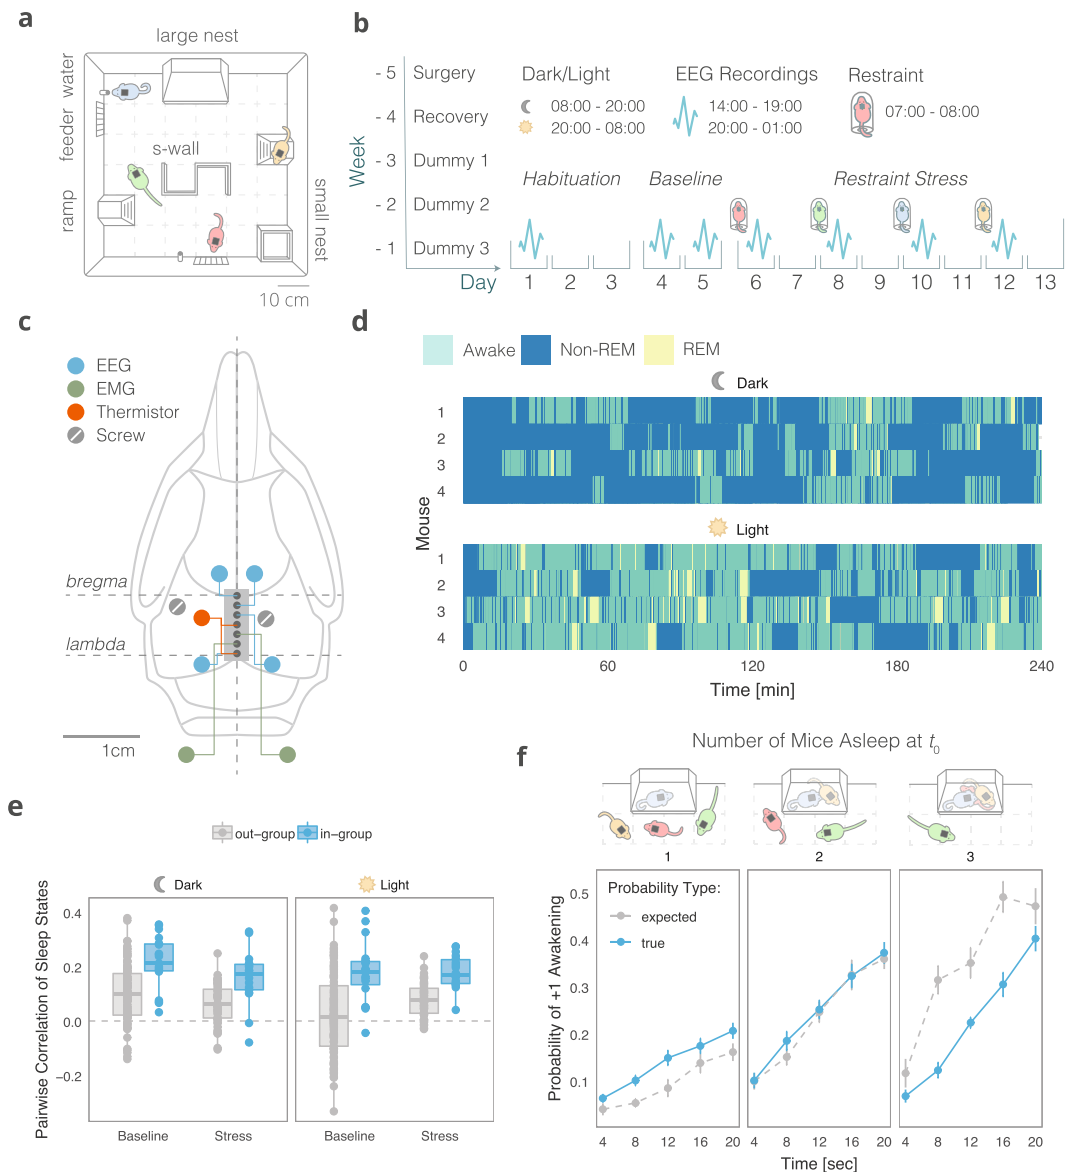 a
large nest
water
feeder
ramp
s-wall
small nest
10 cm
b
Week
- 5 Surgery
- 4 Recovery
- 3 Dummy 1
- 2 Dummy 2
- 1 Dummy 3
Dark/Light
08:00 - 20:00
20:00 - 08:00
EEG Recordings
14:00 - 19:00
20:00 - 01:00
Restraint
07:00 - 08:00
Habituation Baseline Restraint Stress
Day 1 2 3 4 5 6 7 8 9 10 11 12 13
c
EEG
EMG
Thermistor
Screw
bregma
lambda
1cm
d
Awake Non-REM REM
Dark
1
2
3
4
Mouse
Light
1
2
3
4
0 60 120 180 240
Time [min]
e
out-group in-group
Dark Light
Pairwise Correlation of Sleep States
0.4
0.2
0.0
−0.2
Baseline Stress Baseline Stress
f
Number of Mice Asleep at t0
1 2 3
Probability of +1 Awakening
0.5
0.4
0.3
0.2
0.1
Probability Type:
expected
true
4 8 12 16 20 4 8 12 16 20 4 8 12 16 20
Time [sec]